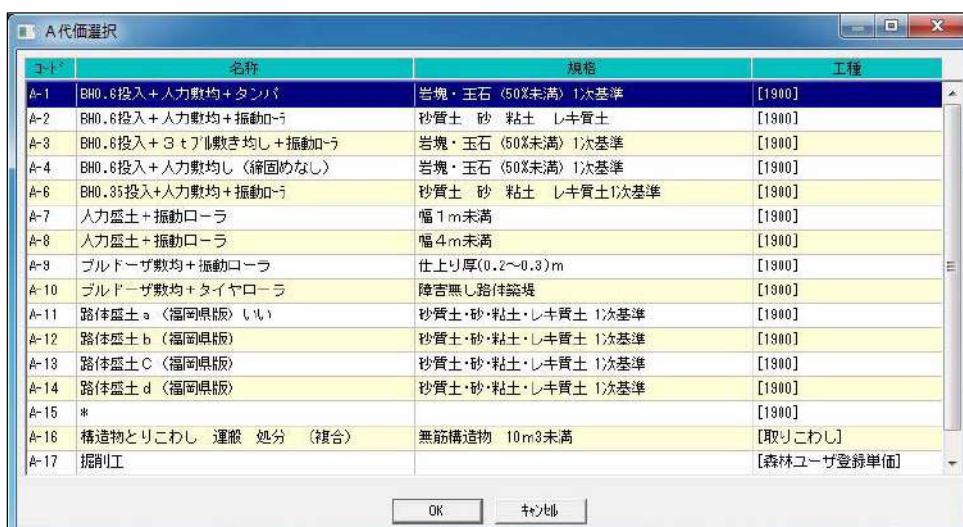 A代価選択
コード 名称 規格 工種
A-1 BH0.6投入+人力敷均+タンパ 岩塊・玉石 (50%未満) 1次基準 [1900]
A-2 BH0.6投入+人力敷均+振動ローラ 砂質土 砂 粘土 レキ質土 [1900]
A-3 BH0.6投入+3tブル敷き均し+振動ローラ 岩塊・玉石 (50%未満) 1次基準 [1900]
A-4 BH0.6投入+人力敷均し (締固めなし) 岩塊・玉石 (50%未満) 1次基準 [1900]
A-6 BH0.35投入+人力敷均+振動ローラ 砂質土 砂 粘土 レキ質土1次基準 [1900]
A-7 人力盛土+振動ローラ 幅1m未満 [1900]
A-8 人力盛土+振動ローラ 幅4m未満 [1900]
A-9 ブルドーザ敷均+振動ローラ 仕上り厚(0.2~0.3)m [1900]
A-10 ブルドーザ敷均+タイヤローラ 障害無し路体築堤 [1900]
A-11 路体盛土a (福岡県版) いい 砂質土・砂・粘土・レキ質土 1次基準 [1900]
A-12 路体盛土b (福岡県版) 砂質土・砂・粘土・レキ質土 1次基準 [1900]
A-13 路体盛土C (福岡県版) 砂質土・砂・粘土・レキ質土 1次基準 [1900]
A-14 路体盛土d (福岡県版) 砂質土・砂・粘土・レキ質土 1次基準 [1900]
A-15 * [1900]
A-16 構造物とりこわし 運搬 処分 (複合) 無筋構造物 10m3未満 [取りこわし]
A-17 掘削工 [森林ユーザ登録単価]
OK キャンセル